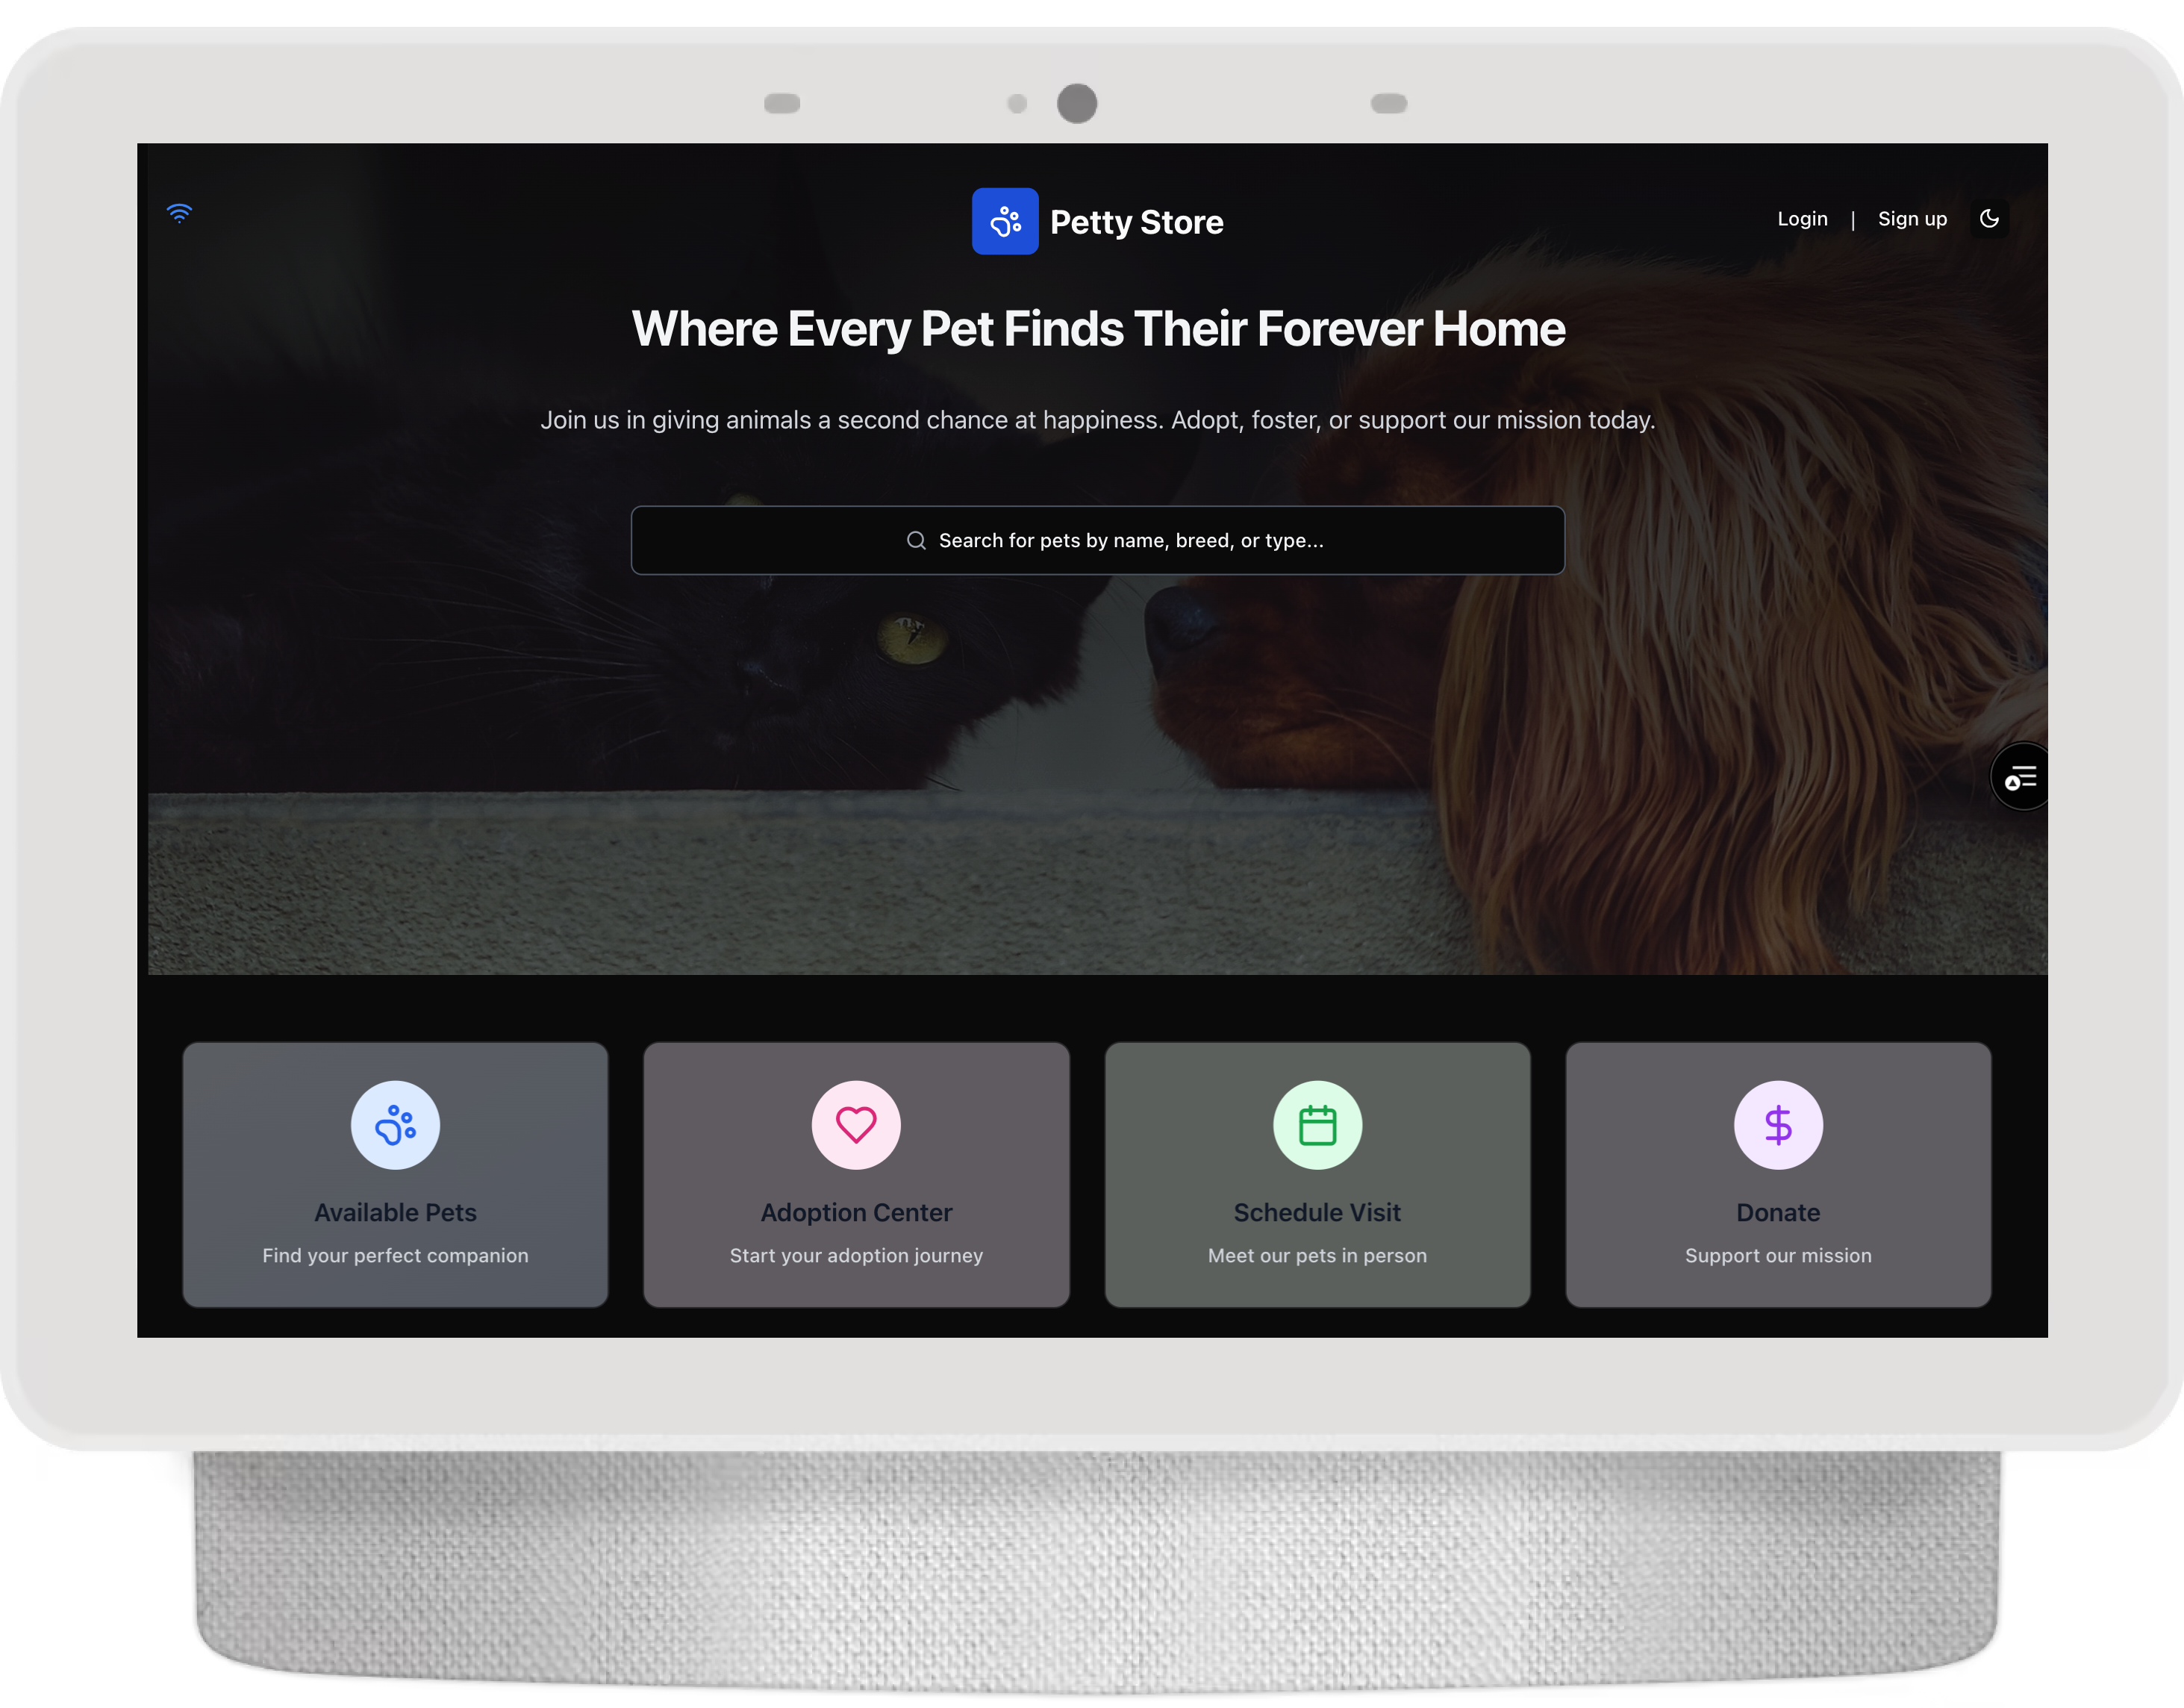 Petty Store
Login | Sign up
Where Every Pet Finds Their Forever Home
Join us in giving animals a second chance at happiness. Adopt, foster, or support our mission today.
Search for pets by name, breed, or type...
Available Pets
Find your perfect companion
Adoption Center
Start your adoption journey
Schedule Visit
Meet our pets in person
Donate
Support our mission